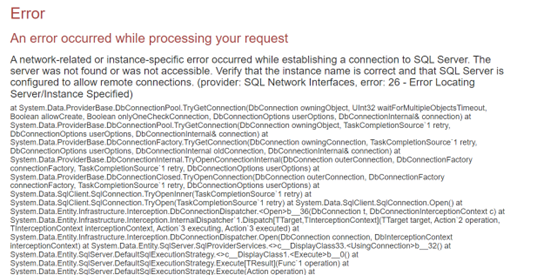 Error
An error occurred while processing your request
A network-related or instance-specific error occurred while establishing a connection to SQL Server. The
server was not found or was not accessible. Verify that the instance name is correct and that SQL Server is
configured to allow remote connections. (provider: SQL Network Interfaces, error: 26 - Error Locating
Server/Instance Specified)
at System.Data.ProviderBase.DbConnectionPool.TryGetConnection(DbConnection owningObject, UInt32 waitForMultipleObjectsTimeout,
Boolean allowCreate, Boolean onlyOneCheckConnection, DbConnectionOptions userOptions, DbConnectionInternal& connection) at
System.Data.ProviderBase.DbConnectionPool.TryGetConnection(DbConnection owningObject, TaskCompletionSource`1 retry,
DbConnectionOptions userOptions, DbConnectionInternal& connection) at
System.Data.ProviderBase.DbConnectionFactory.TryGetConnection(DbConnection owningConnection, TaskCompletionSource`1 retry,
DbConnectionOptions userOptions, DbConnectionInternal oldConnection, DbConnectionInternal& connection) at
System.Data.ProviderBase.DbConnectionInternal.TryOpenConnectionInternal(DbConnection outerConnection, DbConnectionFactory
connectionFactory, TaskCompletionSource`1 retry, DbConnectionOptions userOptions) at
System.Data.ProviderBase.DbConnectionClosed.TryOpenConnection(DbConnection outerConnection, DbConnectionFactory
connectionFactory, TaskCompletionSource`1 retry, DbConnectionOptions userOptions) at
System.Data.SqlClient.SqlConnection.TryOpenInner(TaskCompletionSource`1 retry) at
System.Data.SqlClient.SqlConnection.TryOpen(TaskCompletionSource`1 retry) at System.Data.SqlClient.SqlConnection.Open() at
System.Data.Entity.Infrastructure.Interception.DbConnectionDispatcher.<Open>b__36(DbConnection t, DbConnectionInterceptionContext c) at
System.Data.Entity.Infrastructure.Interception.InternalDispatcher`1.Dispatch[TTarget,TInterceptionContext](TTarget target, Action`2 operation,
TInterceptionContext interceptionContext, Action`3 executing, Action`3 executed) at
System.Data.Entity.Infrastructure.Interception.DbConnectionDispatcher.Open(DbConnection connection, DbInterceptionContext
interceptionContext) at System.Data.Entity.SqlServer.SqlProviderServices.<>c__DisplayClass33.<UsingConnection>b__32() at
System.Data.Entity.SqlServer.DefaultSqlExecutionStrategy.<>c__DisplayClass1.<Execute>b__0() at
System.Data.Entity.SqlServer.DefaultSqlExecutionStrategy.Execute[TResult](Func`1 operation) at
System.Data.Entity.SqlServer.DefaultSqlExecutionStrategy.Execute(Action operation) at